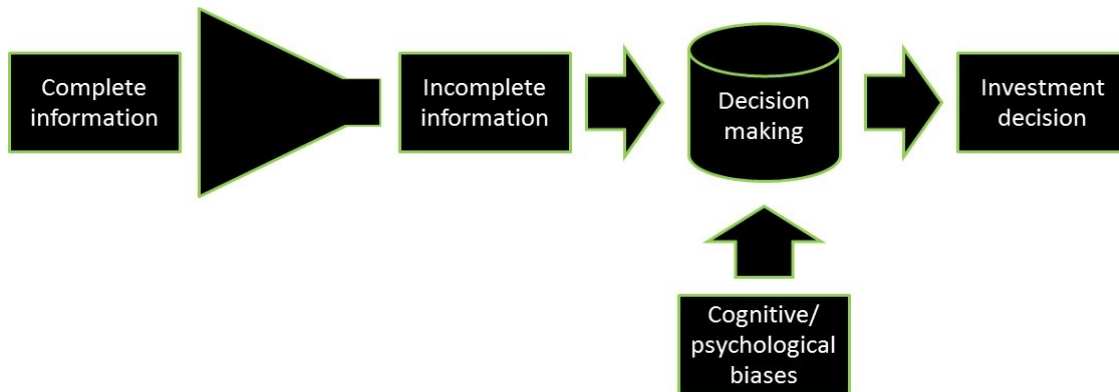 Complete
information
Incomplete
information
Decision
making
Investment
decision
Cognitive/
psychological
biases